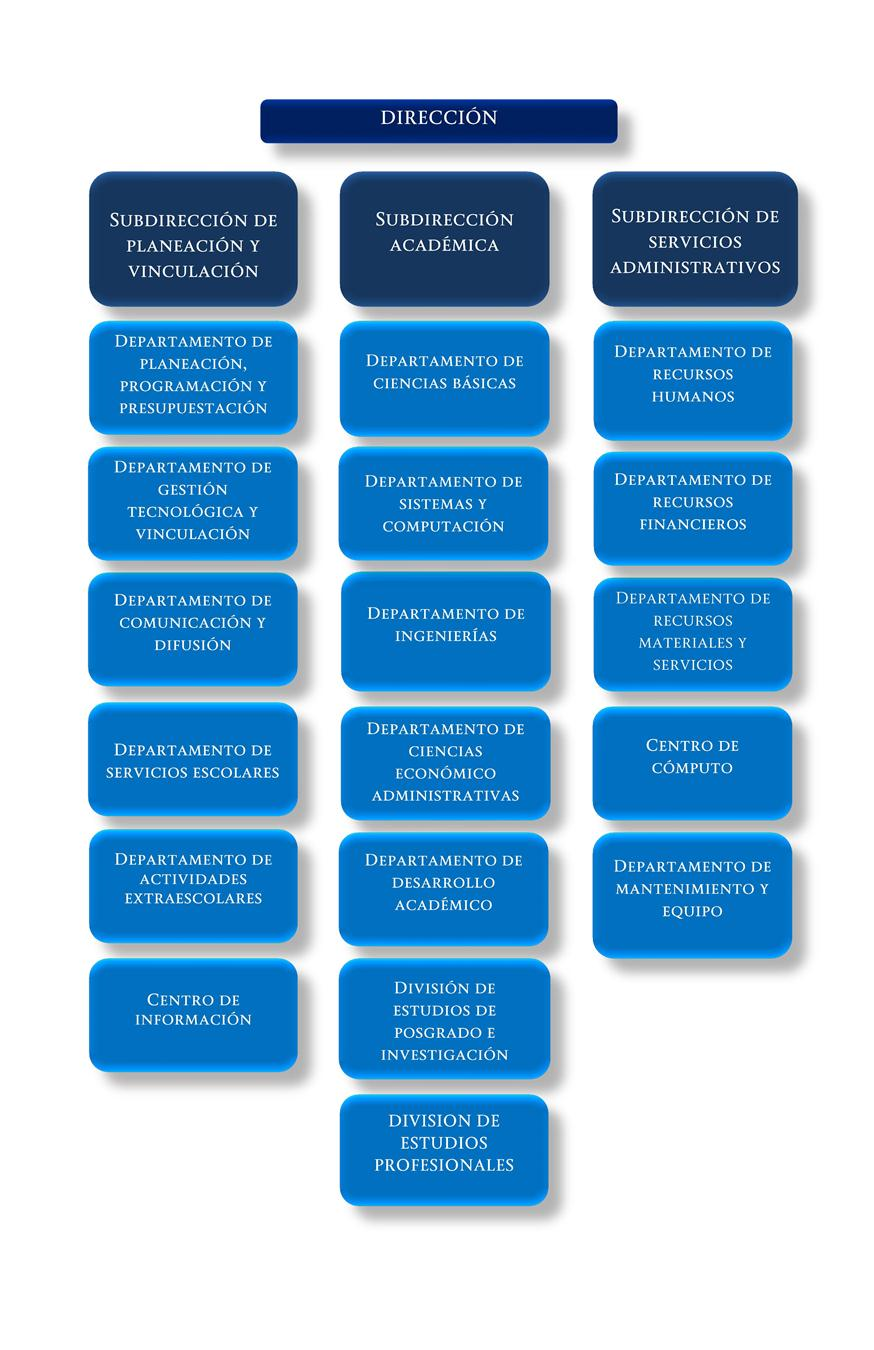 DIRECCIÓN
SUBDIRECCIÓN DE
PLANEACIÓN Y
VINCULACIÓN
DEPARTAMENTO DE
PLANEACIÓN,
PROGRAMACIÓN Y
PRESUPUESTACIÓN
DEPARTAMENTO DE
GESTIÓN
TECNOLÓGICA Y
VINCULACIÓN
DEPARTAMENTO DE
COMUNICACIÓN Y
DIFUSIÓN
DEPARTAMENTO DE
SERVICIOS ESCOLARES
DEPARTAMENTO DE
ACTIVIDADES
EXTRAESCOLARES
CENTRO DE
INFORMACIÓN
SUBDIRECCIÓN
ACADÉMICA
DEPARTAMENTO DE
CIENCIAS BÁSICAS
DEPARTAMENTO DE
SISTEMAS Y
COMPUTACIÓN
DEPARTAMENTO DE
INGENIERÍAS
DEPARTAMENTO DE
CIENCIAS
ECONÓMICO
ADMINISTRATIVAS
DEPARTAMENTO DE
DESARROLLO
ACADÉMICO
DIVISIÓN DE
ESTUDIOS DE
POSGRADO E
INVESTIGACIÓN
DIVISION DE
ESTUDIOS
PROFESIONALES
SUBDIRECCIÓN DE
SERVICIOS
ADMINISTRATIVOS
DEPARTAMENTO DE
RECURSOS
HUMANOS
DEPARTAMENTO DE
RECURSOS
FINANCIEROS
DEPARTAMENTO DE
RECURSOS
MATERIALES Y
SERVICIOS
CENTRO DE
CÓMPUTO
DEPARTAMENTO DE
MANTENIMIENTO Y
EQUIPO